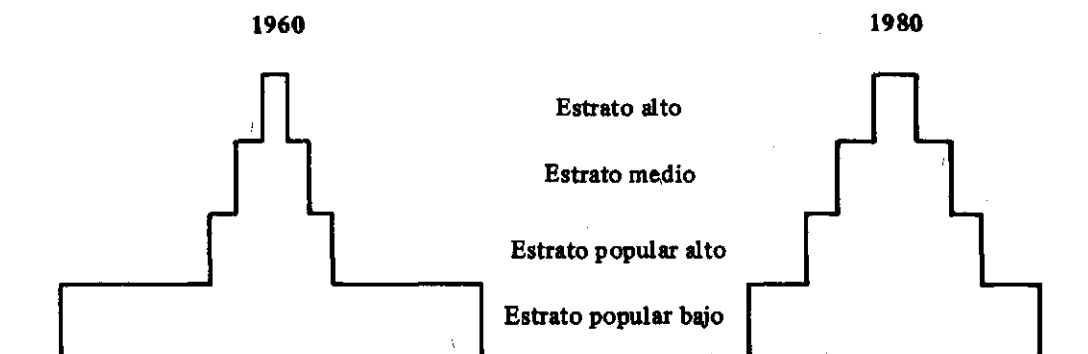 1960
1980
Estrato alto
Estrato medio
Estrato popular alto
Estrato popular bajo